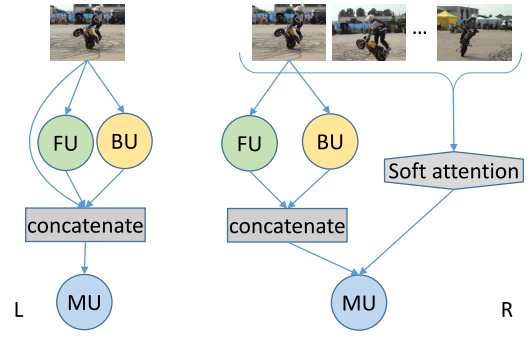 ...
FU
BU
FU
BU
Soft attention
concatenate
concatenate
MU
MU
L
R